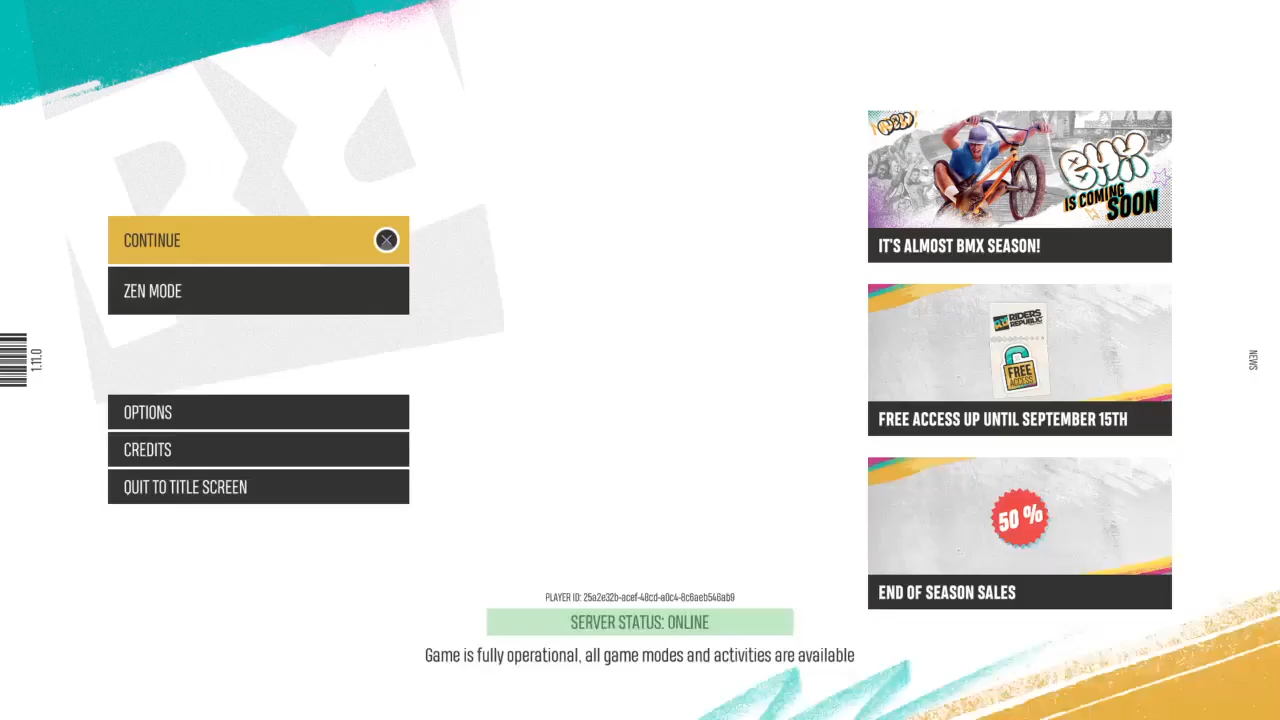 CONTINUE
ZEN MODE
OPTIONS
CREDITS
QUIT TO TITLE SCREEN
1.11.0
NEW!
BMX
IS COMING
SOON
IT'S ALMOST BMX SEASON!
RIDERS
REPUBLIC
FREE
ACCESS
FREE ACCESS UP UNTIL SEPTEMBER 15TH
50 %
END OF SEASON SALES
NEWS
PLAYER ID: 25a2e32b-acef-48cd-a0c4-8c6aeb546ab9
SERVER STATUS: ONLINE
Game is fully operational, all game modes and activities are available